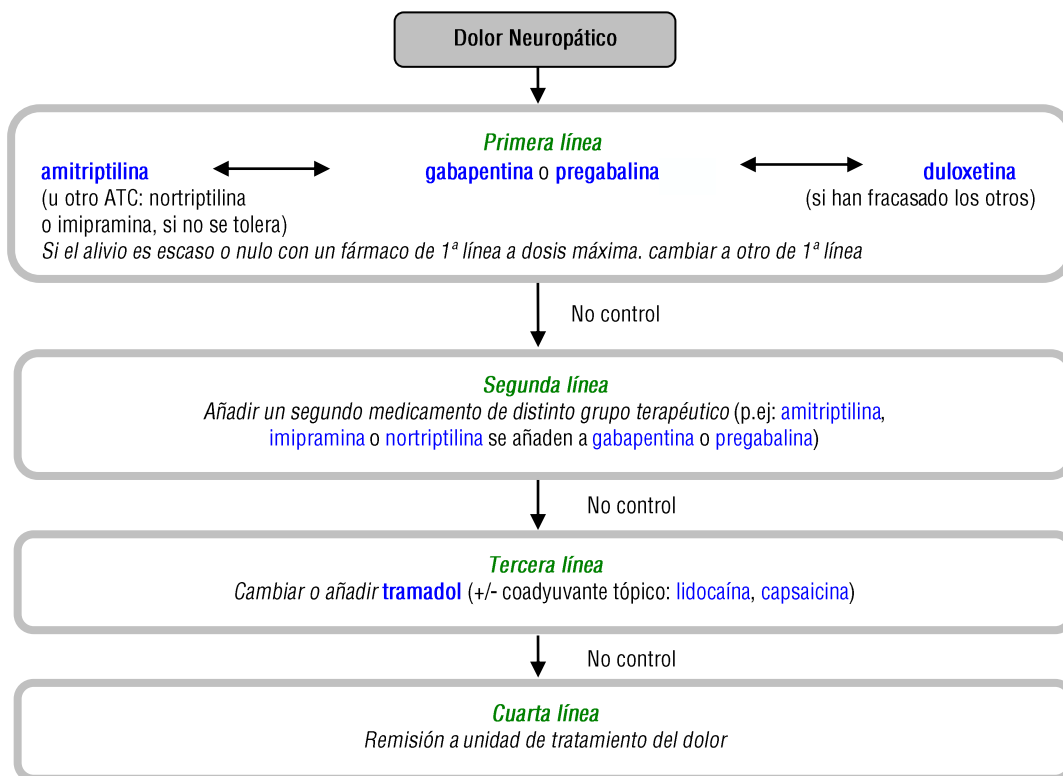 Dolor Neuropático
Primera línea
amitriptilina
gabapentina o pregabalina
duloxetina
(u otro ATC: nortriptilina
(si han fracasado los otros)
o imipramina, si no se tolera)
Si el alivio es escaso o nulo con un fármaco de 1ª línea a dosis máxima. cambiar a otro de 1ª línea
No control
Segunda línea
Añadir un segundo medicamento de distinto grupo terapéutico (p.ej: amitriptilina,
imipramina o nortriptilina se añaden a gabapentina o pregabalina)
No control
Tercera línea
Cambiar o añadir tramadol (+/- coadyuvante tópico: lidocaína, capsaicina)
No control
Cuarta línea
Remisión a unidad de tratamiento del dolor